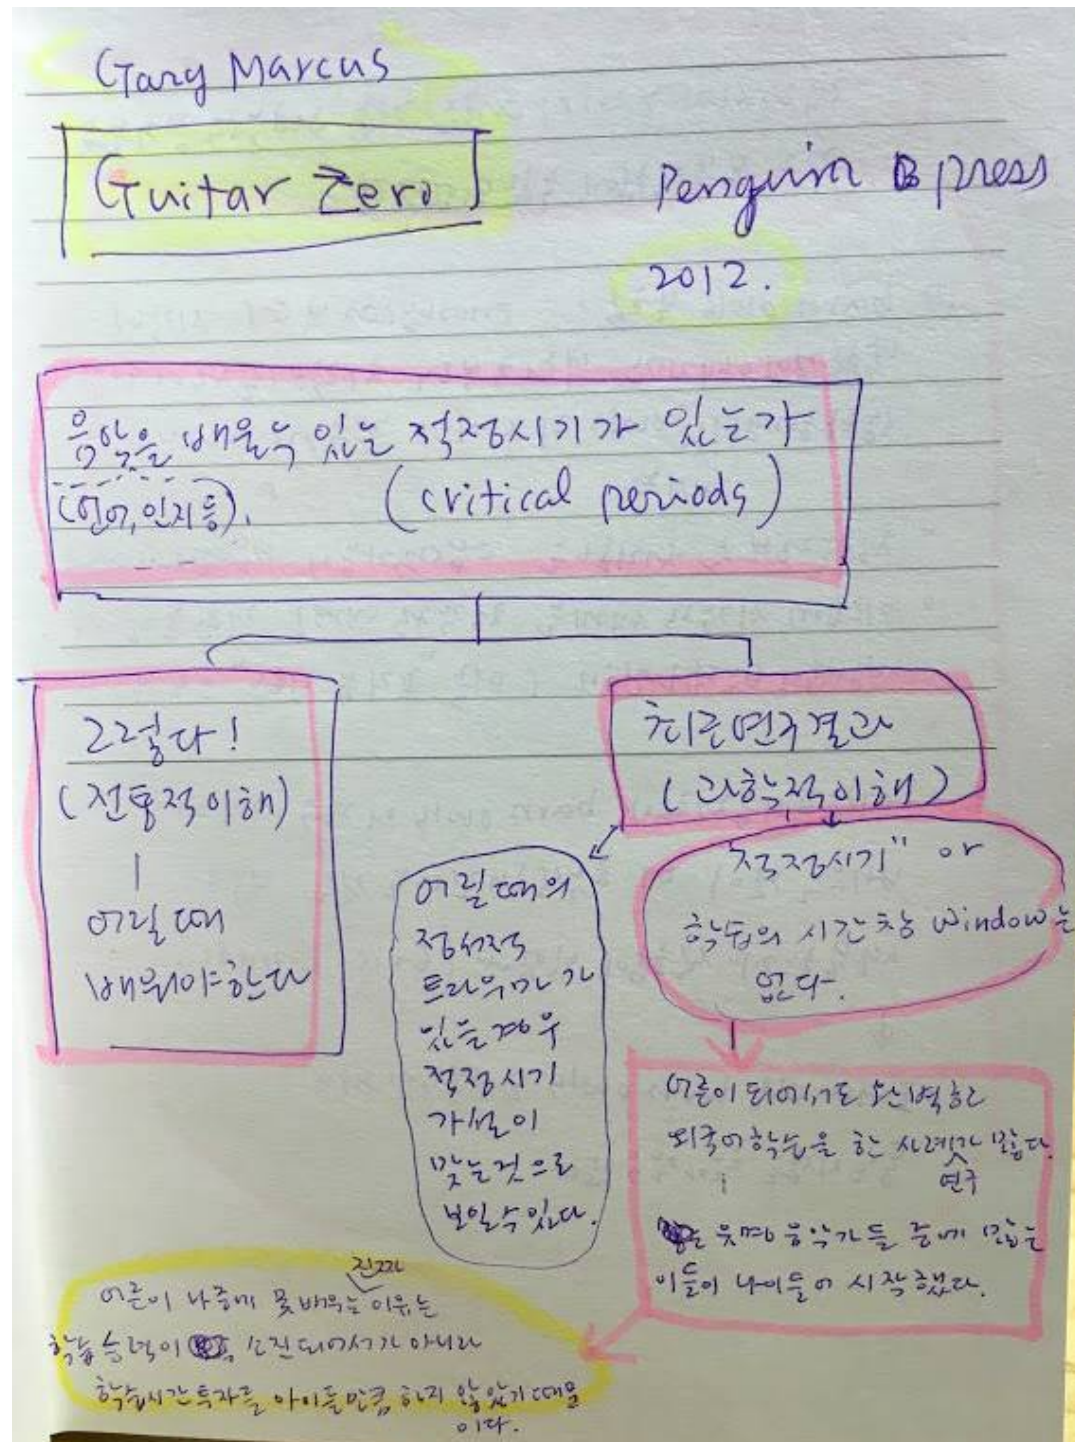 Gary Marcus
Guitar Zero
Penguin press
2012.
음악을 배울수 있는 적정시기가 있는가
(언어, 인지 등). (critical periods)
그렇다!
(전통적이해)
어릴때
배워야한다
최근연구결과
(과학적이해)
어릴때의
정서적
트라우마가
있는경우
적정시기
가설이
맞는것으로
보일수있다.
적정시기" or
학습의 시간창 window는
없다.
어른이 되어서도 완벽한
외국어학습을 한 사례가 많다.
연구
유명음악가들 중에 많은
이들이 나이들어 시작했다.
진짜
어른이 나중에 못배우는 이유는
학습능력이 소진되어서가 아니라
학습시간투자를 아이들만큼 하지 않았기 때문
이다.